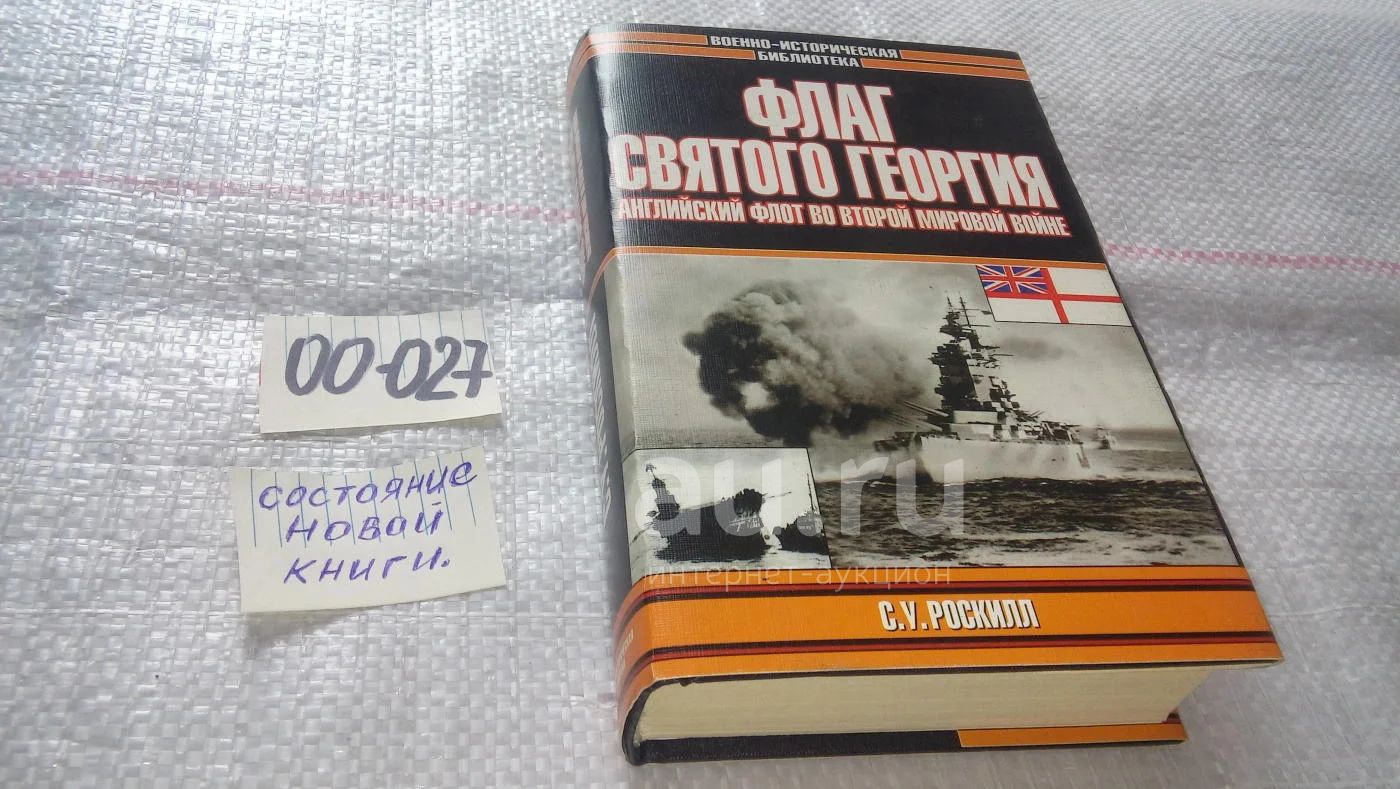 ВОЕННО-ИСТОРИЧЕСКАЯ
БИБЛИОТЕКА
ФЛАГ
СВЯТОГО ГЕОРГИЯ
АНГЛИЙСКИЙ ФЛОТ ВО ВТОРОЙ МИРОВОЙ ВОЙНЕ
00-027
состояние
новой
книги.
au.ru
интернет-аукцион
С.У. РОСКИЛЛ